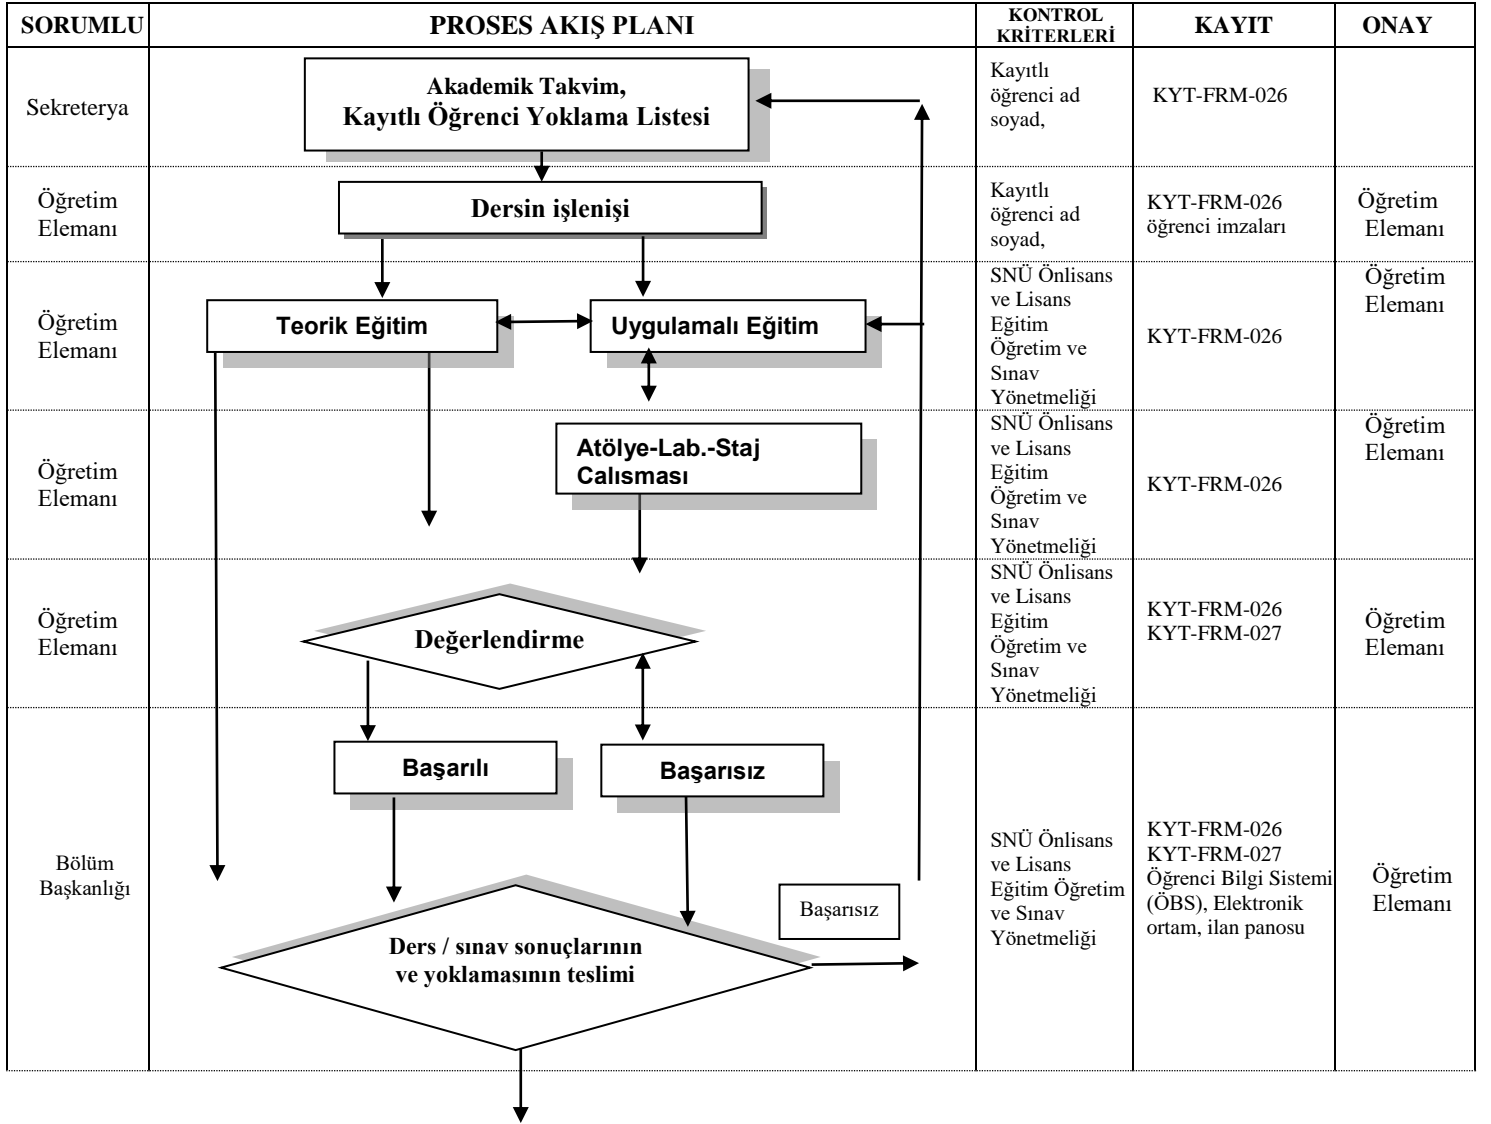 SORUMLU
PROSES AKIŞ PLANI
KONTROL
KRİTERLERİ
KAYIT
ONAY
Sekreterya
Akademik Takvim,
Kayıtlı Öğrenci Yoklama Listesi
Kayıtlı
öğrenci ad
soyad,
KYT-FRM-026
Öğretim
Elemanı
Dersin işlenişi
Kayıtlı
öğrenci ad
soyad,
KYT-FRM-026
öğrenci imzaları
Öğretim
Elemanı
Öğretim
Elemanı
Teorik Eğitim
Uygulamalı Eğitim
SNÜ Önlisans
ve Lisans
Eğitim
Öğretim ve
Sınav
Yönetmeliği
KYT-FRM-026
Öğretim
Elemanı
Öğretim
Elemanı
Atölye-Lab.-Staj
Calısması
SNÜ Önlisans
ve Lisans
Eğitim
Öğretim ve
Sınav
Yönetmeliği
KYT-FRM-026
Öğretim
Elemanı
Öğretim
Elemanı
Değerlendirme
SNÜ Önlisans
ve Lisans
Eğitim
Öğretim ve
Sınav
Yönetmeliği
KYT-FRM-026
KYT-FRM-027
Öğretim
Elemanı
Bölüm
Başkanlığı
Başarılı
Başarısız
Başarısız
Ders / sınav sonuçlarının
ve yoklamasının teslimi
SNÜ Önlisans
ve Lisans
Eğitim Öğretim
ve Sınav
Yönetmeliği
KYT-FRM-026
KYT-FRM-027
Öğrenci Bilgi Sistemi
(ÖBS), Elektronik
ortam, ilan panosu
Öğretim
Elemanı